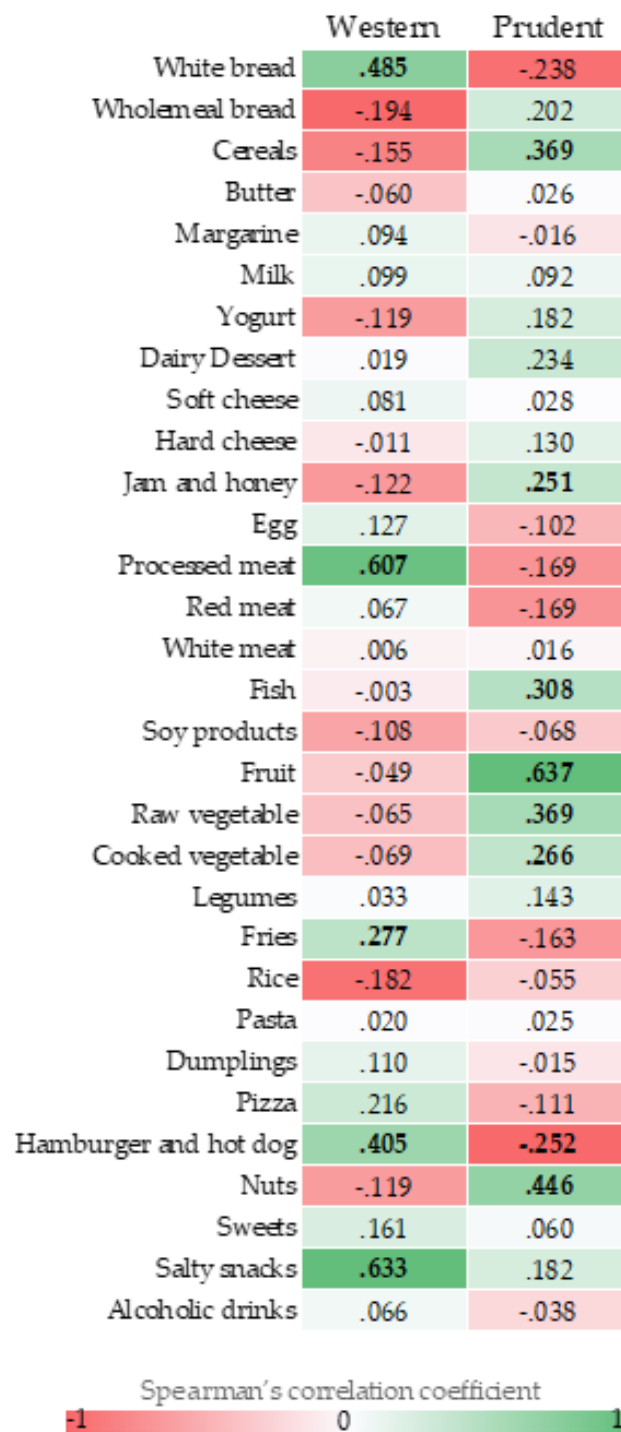 Western Prudent
White bread .485 -.238
Wholemeal bread -.194 .202
Cereals -.155 .369
Butter -.060 .026
Margarine .094 -.016
Milk .099 .092
Yogurt -.119 .182
Dairy Dessert .019 .234
Soft cheese .081 .028
Hard cheese -.011 .130
Jam and honey -.122 .251
Egg .127 -.102
Processed meat .607 -.169
Red meat .067 -.169
White meat .006 .016
Fish -.003 .308
Soy products -.108 -.068
Fruit -.049 .637
Raw vegetable -.065 .369
Cooked vegetable -.069 .266
Legumes .033 .143
Fries .277 -.163
Rice -.182 -.055
Pasta .020 .025
Dumplings .110 -.015
Pizza .216 -.111
Hamburger and hot dog .405 -.252
Nuts -.119 .446
Sweets .161 .060
Salty snacks .633 .182
Alcoholic drinks .066 -.038
Spearman's correlation coefficient
-1 0 1